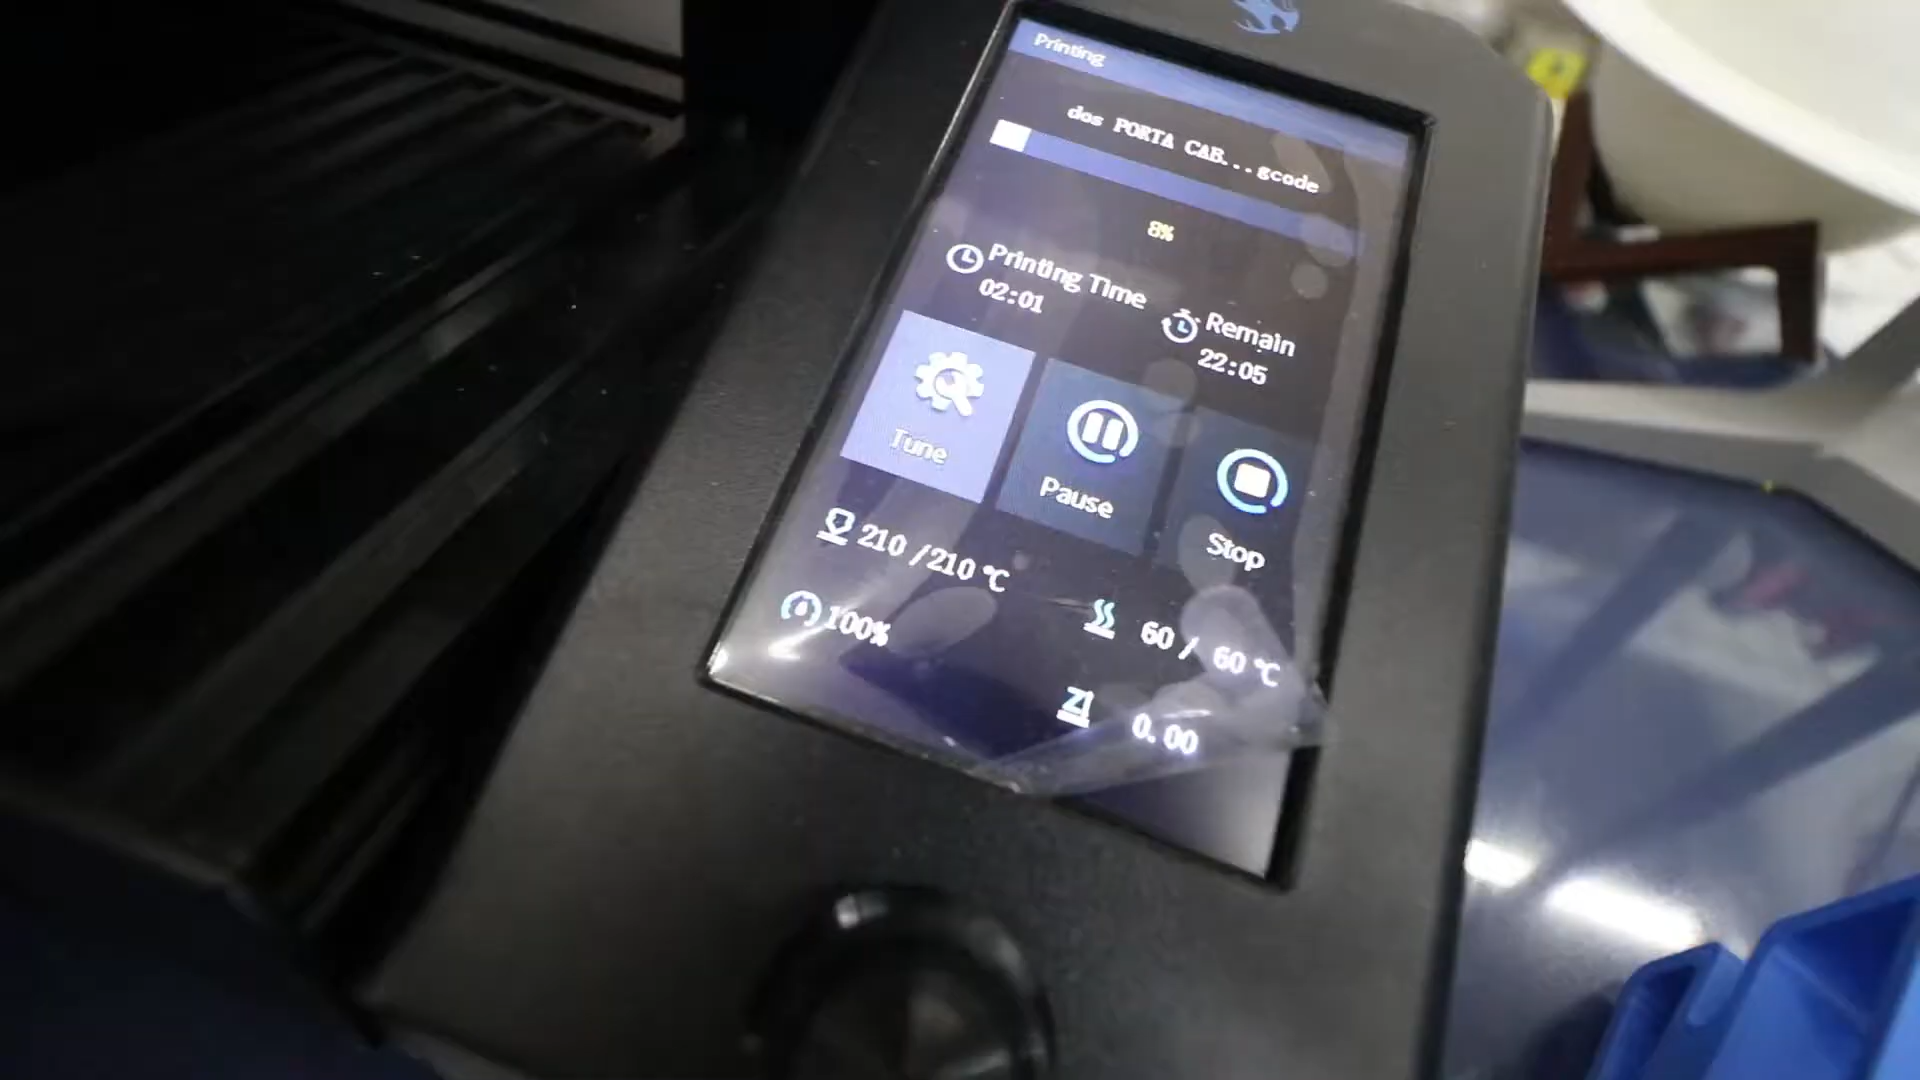 Printing
dos PORTA CAB...gcode
8%
Printing Time
02:01
Remain
22:05
Tune
Pause
Stop
210 /210 ℃
60 / 60 ℃
100%
Z
0.00